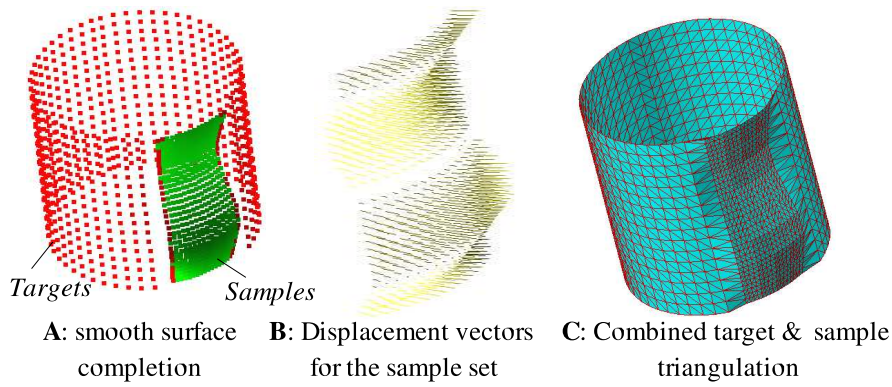 Targets
Samples
A: smooth surface
completion
B: Displacement vectors
for the sample set
C: Combined target & sample
triangulation